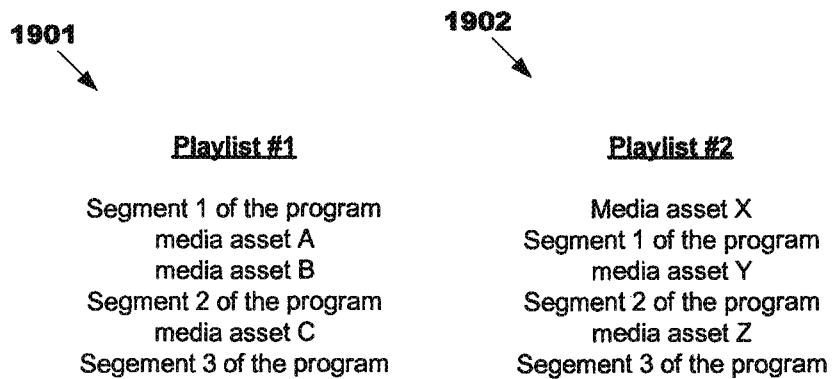 1901
Playlist #1
Segment 1 of the program
media asset A
media asset B
Segment 2 of the program
media asset C
Segement 3 of the program
1902
Playlist #2
Media asset X
Segment 1 of the program
media asset Y
Segment 2 of the program
media asset Z
Segement 3 of the program